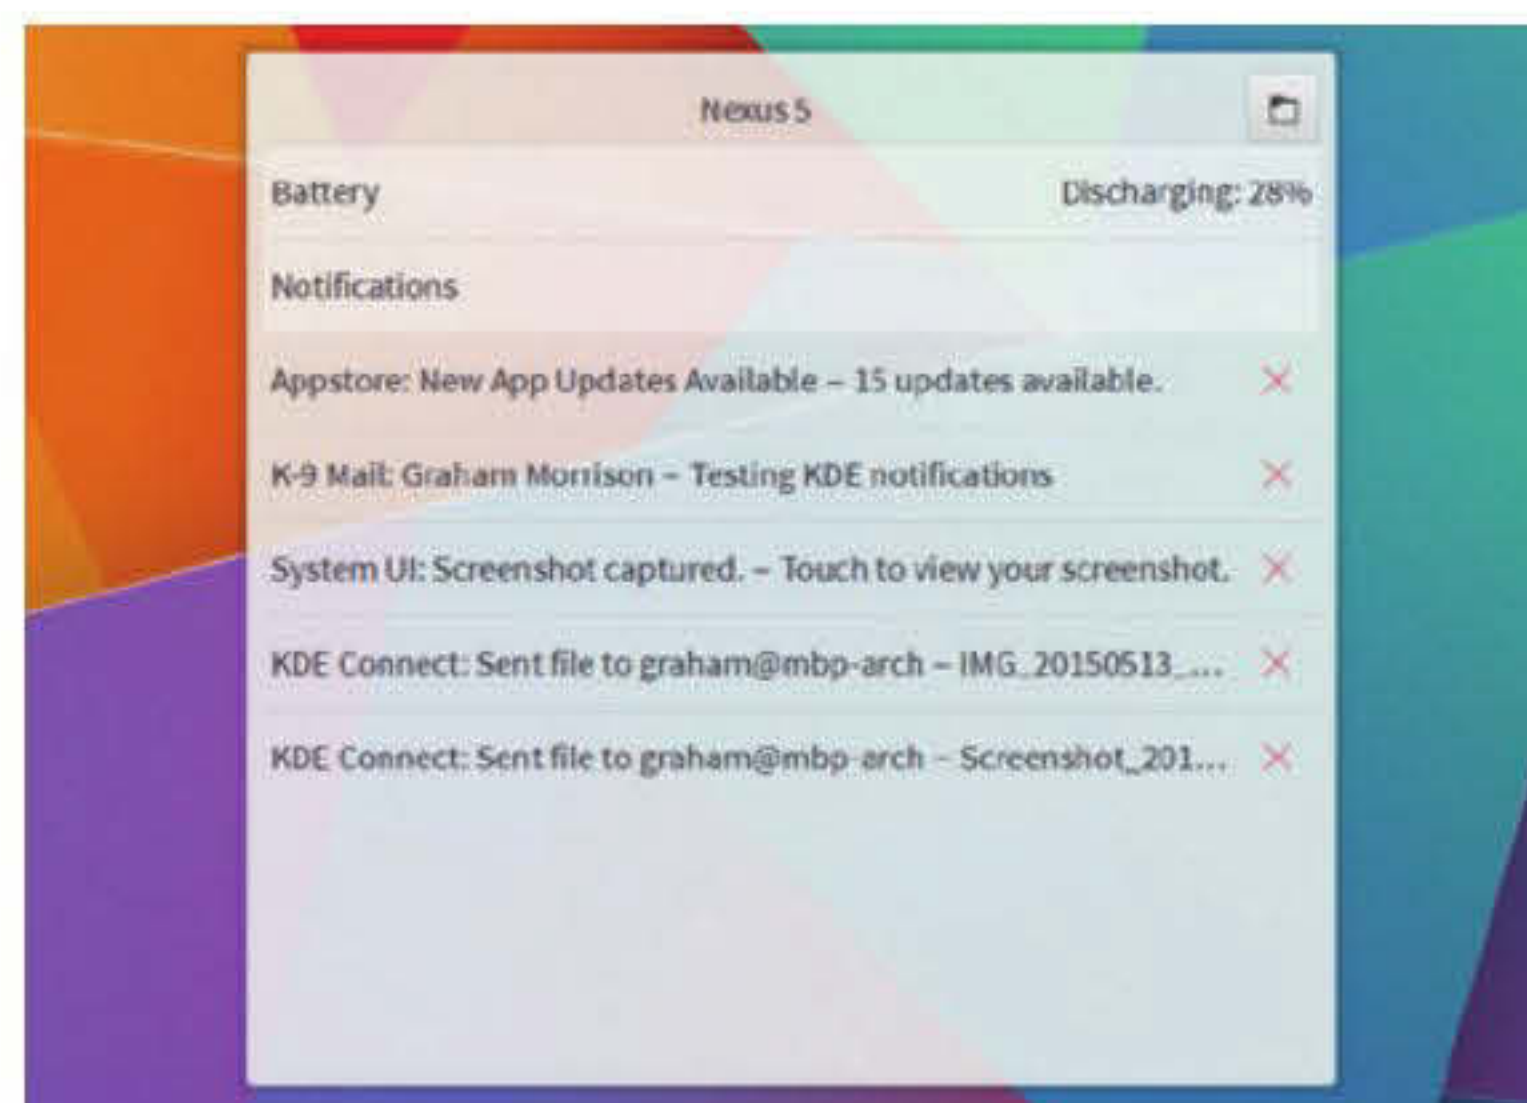 Nexus 5
Battery Discharging: 28%
Notifications
Appstore: New App Updates Available – 15 updates available.
K-9 Mail: Graham Morrison – Testing KDE notifications
System UI: Screenshot captured. – Touch to view your screenshot.
KDE Connect: Sent file to graham@mbp-arch – IMG_20150513_...
KDE Connect: Sent file to graham@mbp-arch – Screenshot_201...